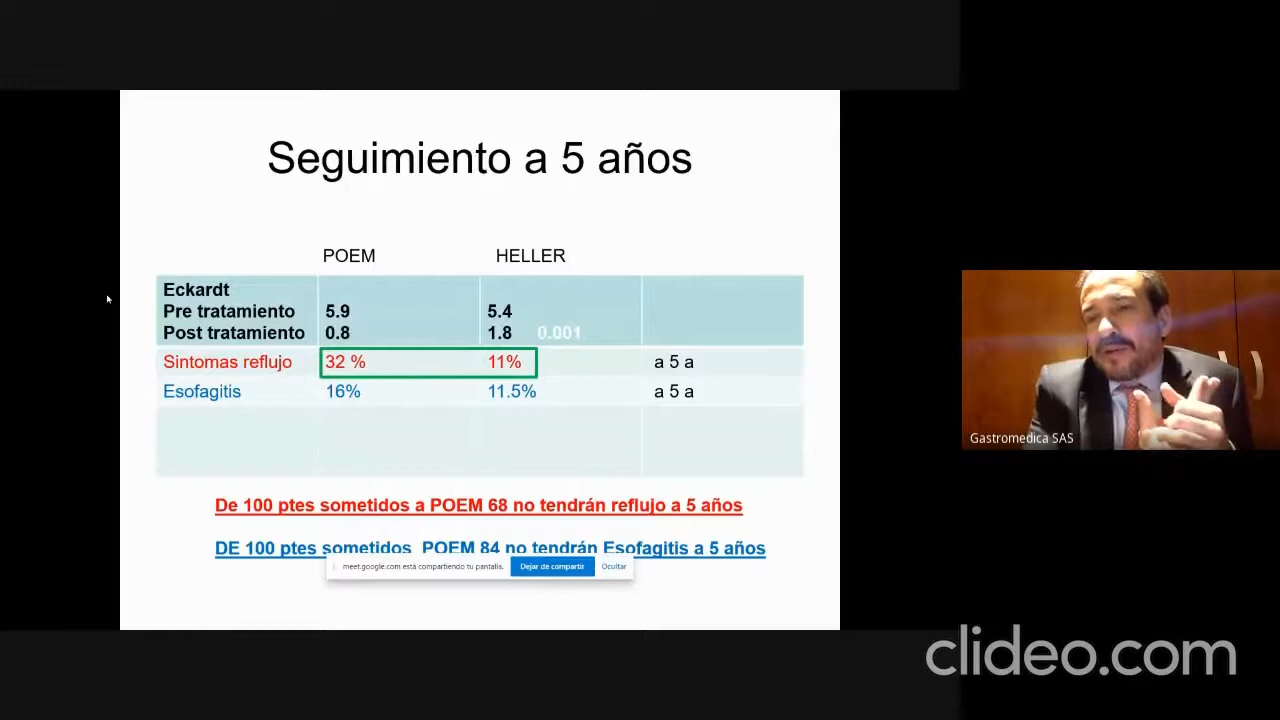 Seguimiento a 5 años
POEM HELLER
Eckardt
Pre tratamiento 5.9 5.4
Post tratamiento 0.8 1.8 0.001
Sintomas reflujo 32 % 11% a 5 a
Esofagitis 16% 11.5% a 5 a
De 100 ptes sometidos a POEM 68 no tendrán reflujo a 5 años
DE 100 ptes sometidos POEM 84 no tendrán Esofagitis a 5 años
meet.google.com está compartiendo tu pantalla. Dejar de compartir Ocultar
Gastromedica SAS
clideo.com